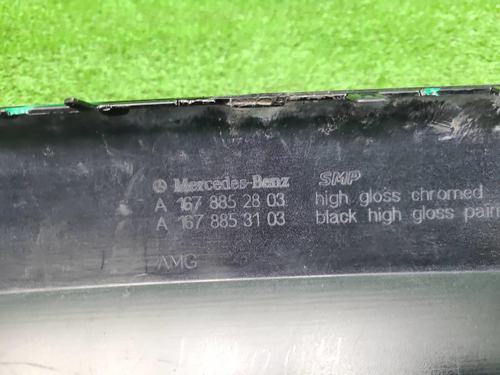 Mercedes-Benz
A 167 885 28 03
A 167 885 31 03
AMG
SMP
high gloss chromed
black high gloss pain